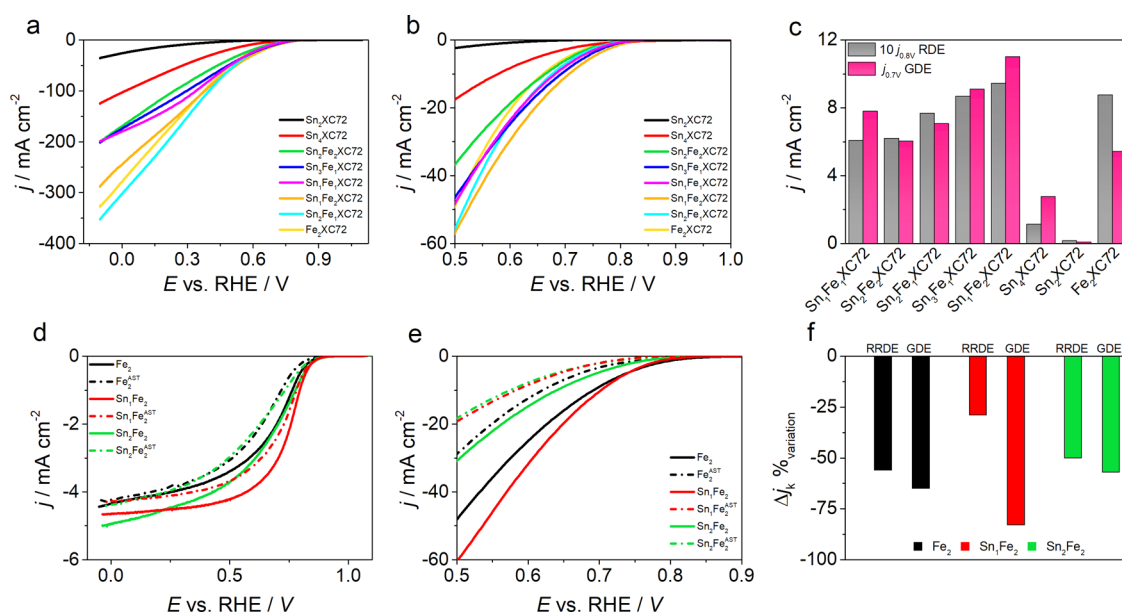 a
0
-100
-200
-300
-400
0.0
0.3
0.6
0.9
j / mA cm⁻²
E vs. RHE / V
Sn₂XC72
Sn₄XC72
Sn₂Fe₂XC72
Sn₃Fe₁XC72
Sn₁Fe₁XC72
Sn₁Fe₂XC72
Sn₂Fe₁XC72
Fe₂XC72
b
0
-20
-40
-60
0.5
0.6
0.7
0.8
0.9
1.0
j / mA cm⁻²
E vs. RHE / V
Sn₂XC72
Sn₄XC72
Sn₂Fe₂XC72
Sn₃Fe₁XC72
Sn₁Fe₁XC72
Sn₁Fe₂XC72
Sn₂Fe₁XC72
Fe₂XC72
c
12
8
4
0
j / mA cm⁻²
10 j₀.₈V RDE
j₀.₇V GDE
Sn₁Fe₁XC72
Sn₂Fe₂XC72
Sn₂Fe₁XC72
Sn₃Fe₁XC72
Sn₁Fe₂XC72
Sn₄XC72
Sn₂XC72
Fe₂XC72
d
0
-2
-4
-6
0.0
0.5
1.0
j / mA cm⁻²
E vs. RHE / V
Fe₂
Fe₂ᴬˢᵀ
Sn₁Fe₂
Sn₁Fe₂ᴬˢᵀ
Sn₂Fe₂
Sn₂Fe₂ᴬˢᵀ
e
0
-20
-40
-60
0.5
0.6
0.7
0.8
0.9
j / mA cm⁻²
E vs. RHE / V
Fe₂
Fe₂ᴬˢᵀ
Sn₁Fe₂
Sn₁Fe₂ᴬˢᵀ
Sn₂Fe₂
Sn₂Fe₂ᴬˢᵀ
f
RRDE GDE RRDE GDE RRDE GDE
0
-25
-50
-75
-100
Δjₖ %variation
Fe₂ Sn₁Fe₂ Sn₂Fe₂